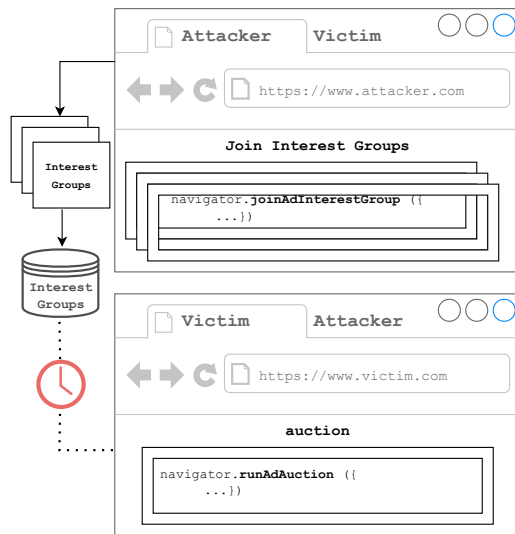 Attacker
Victim
https://www.attacker.com
Join Interest Groups
navigator.joinAdInterestGroup ({
...})
Interest
Groups
Interest
Groups
Victim
Attacker
https://www.victim.com
auction
navigator.runAdAuction ({
...})